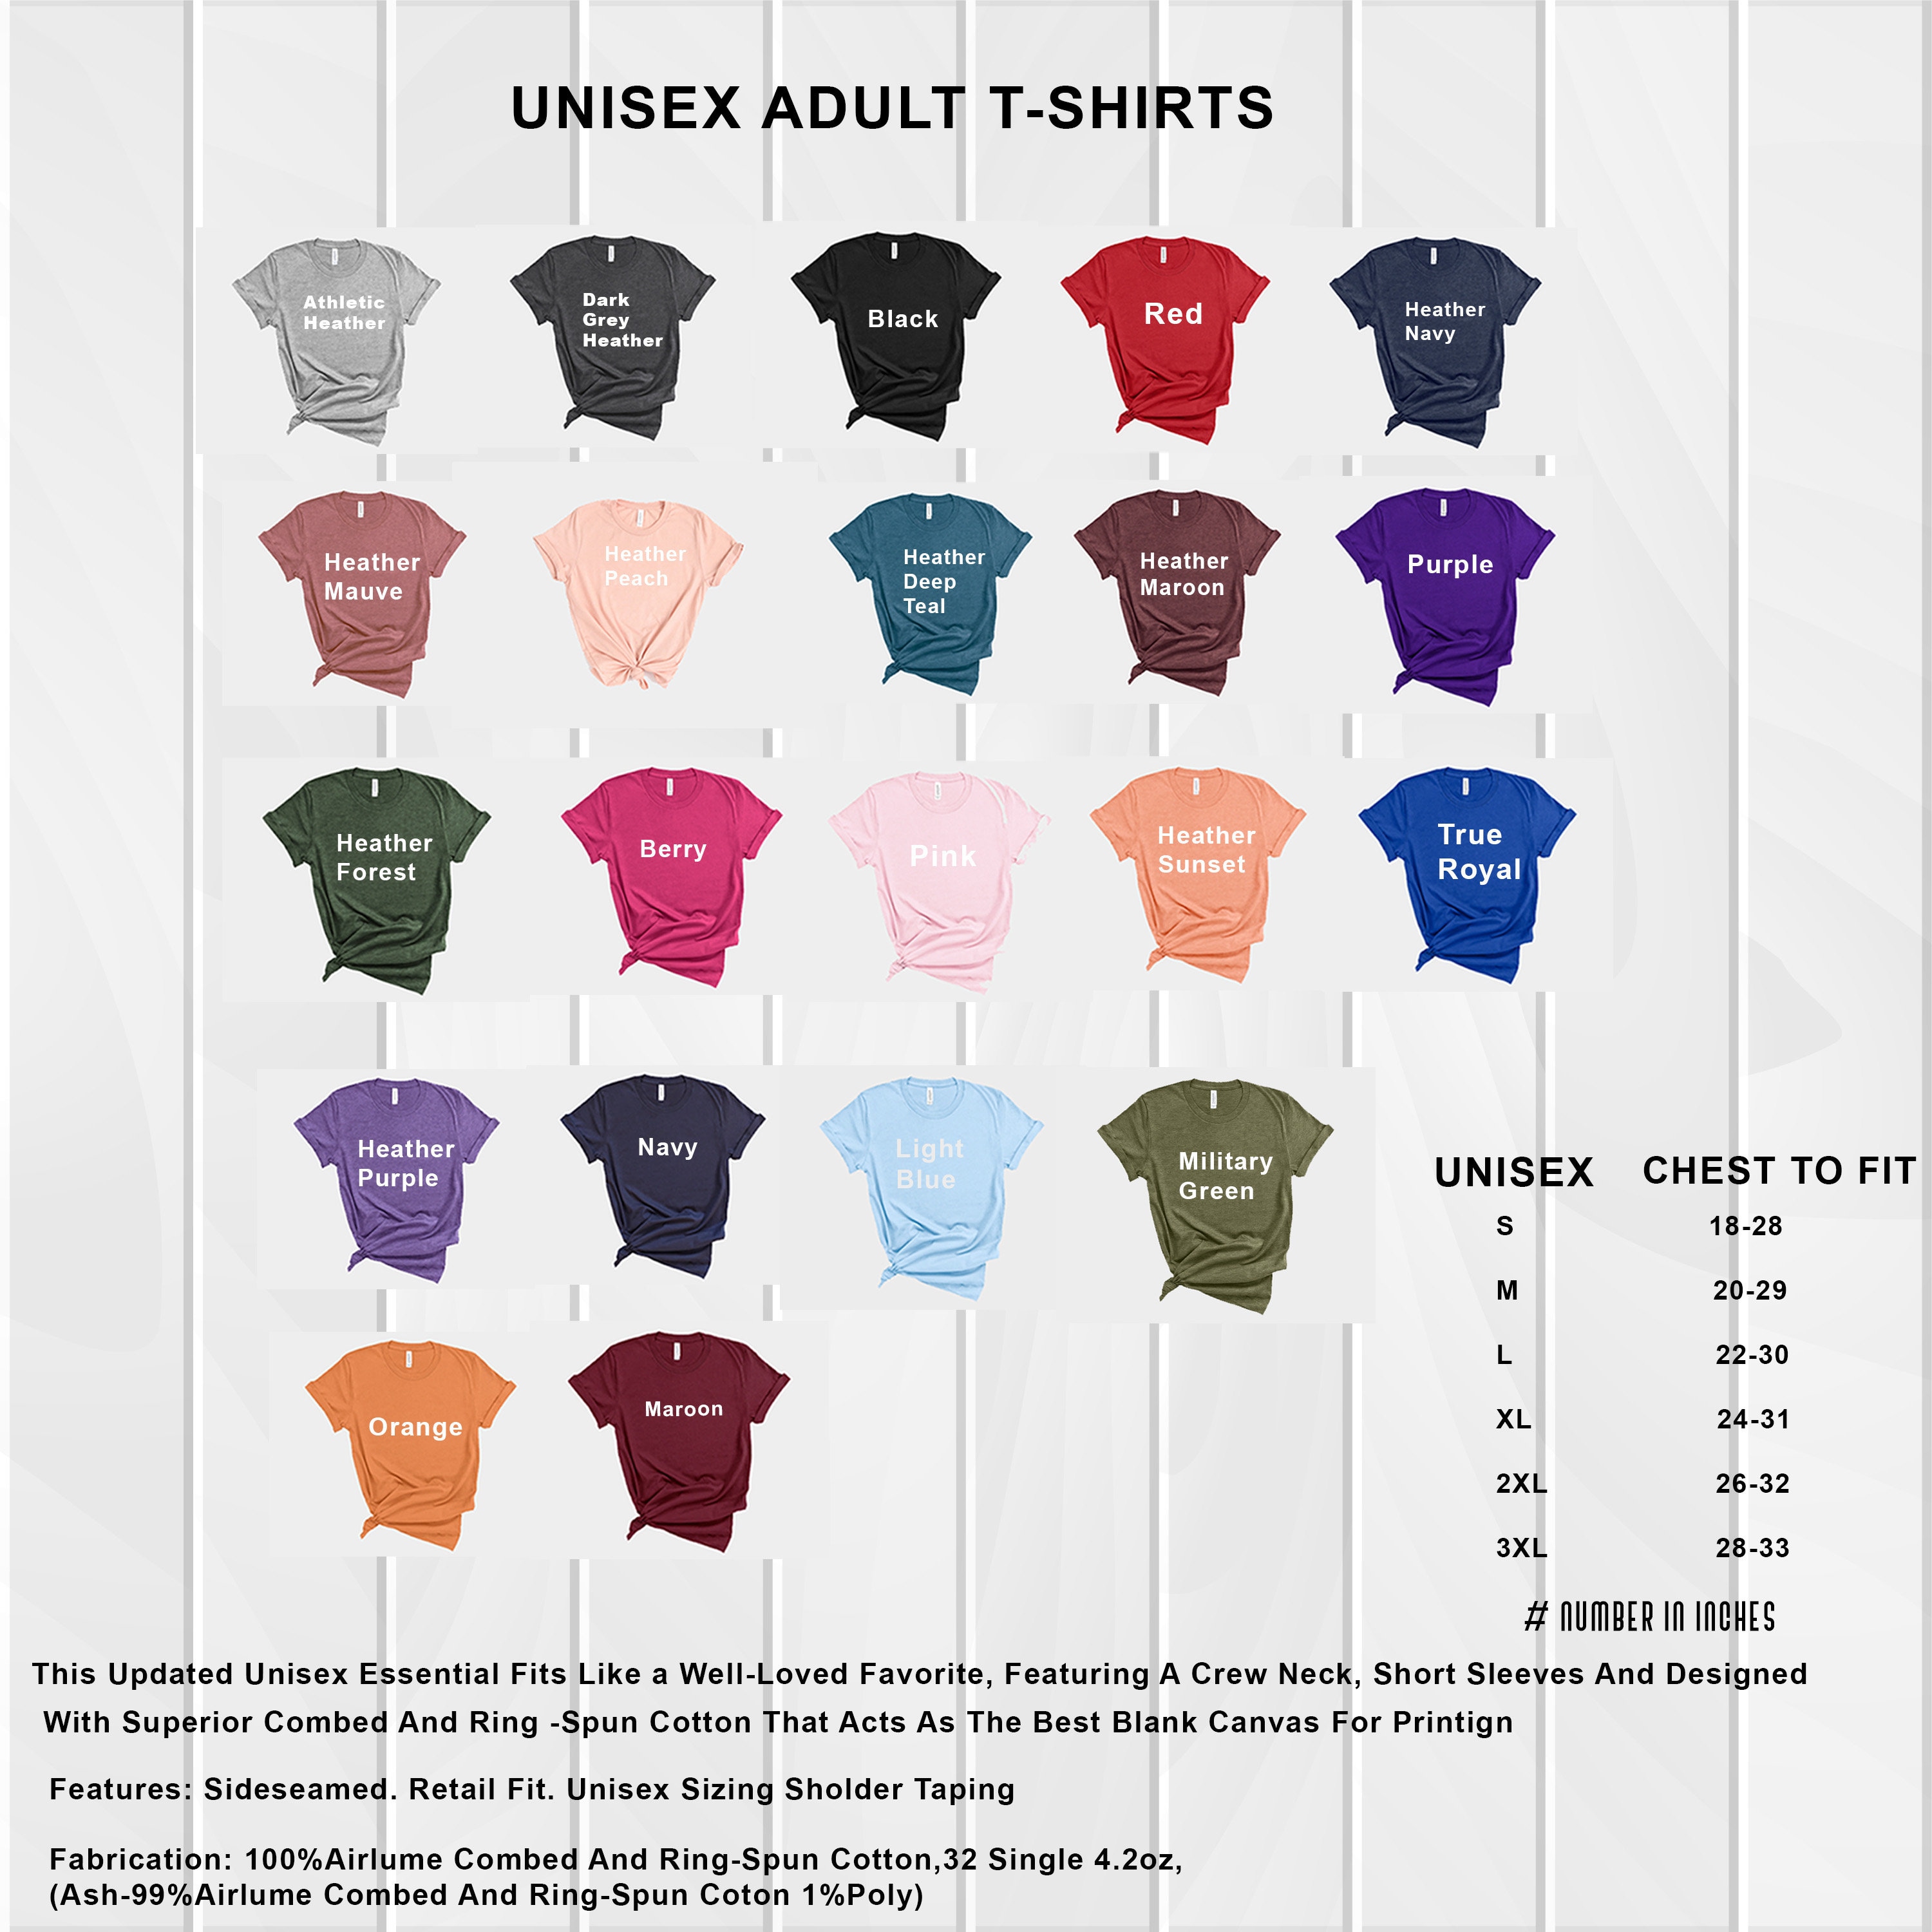 UNISEX ADULT T-SHIRTS
Athletic
Heather
Dark
Grey
Heather
Black
Red
Heather
Navy
Heather
Mauve
Heather
Peach
Heather
Deep
Teal
Heather
Maroon
Purple
Heather
Forest
Berry
Pink
Heather
Sunset
True
Royal
Heather
Purple
Navy
Light
Blue
Military
Green
Orange
Maroon
UNISEX CHEST TO FIT
S 18-28
M 20-29
L 22-30
XL 24-31
2XL 26-32
3XL 28-33
# NUMBER IN INCHES
This Updated Unisex Essential Fits Like a Well-Loved Favorite, Featuring A Crew Neck, Short Sleeves And Designed
With Superior Combed And Ring -Spun Cotton That Acts As The Best Blank Canvas For Printign
Features: Sideseamed. Retail Fit. Unisex Sizing Sholder Taping
Fabrication: 100%Airlume Combed And Ring-Spun Cotton,32 Single 4.2oz,
(Ash-99%Airlume Combed And Ring-Spun Coton 1%Poly)